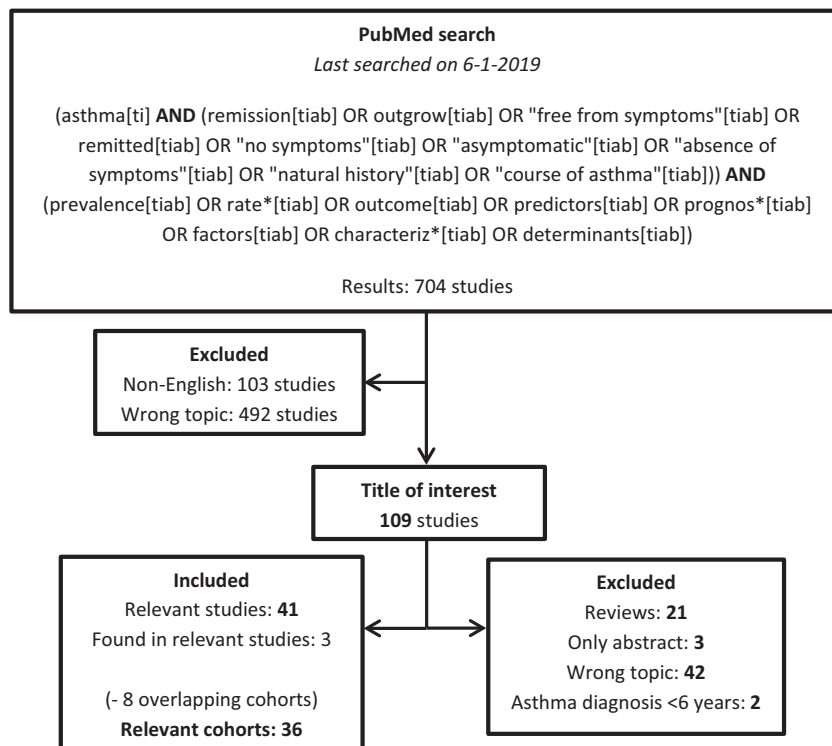 PubMed search
Last searched on 6-1-2019
(asthma[ti] AND (remission[tiab] OR outgrow[tiab] OR "free from symptoms"[tiab] OR
remitted[tiab] OR "no symptoms"[tiab] OR "asymptomatic"[tiab] OR "absence of
symptoms"[tiab] OR "natural history"[tiab] OR "course of asthma"[tiab])) AND
(prevalence[tiab] OR rate*[tiab] OR outcome[tiab] OR predictors[tiab] OR prognos*[tiab]
OR factors[tiab] OR characteriz*[tiab] OR determinants[tiab])
Results: 704 studies
Excluded
Non-English: 103 studies
Wrong topic: 492 studies
Title of interest
109 studies
Included
Relevant studies: 41
Found in relevant studies: 3
(- 8 overlapping cohorts)
Relevant cohorts: 36
Excluded
Reviews: 21
Only abstract: 3
Wrong topic: 42
Asthma diagnosis <6 years: 2